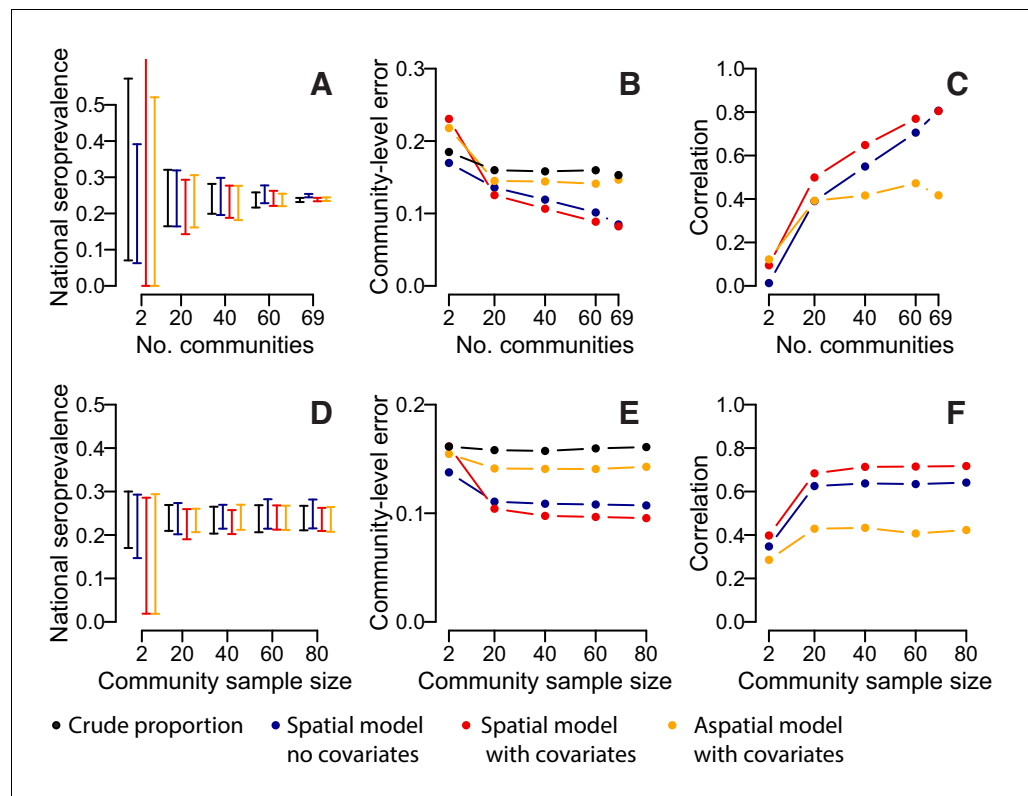 A
National seroprevalence
0.5
0.4
0.3
0.2
0.1
0.0
2 20 40 60 69
No. communities
B
Community-level error
0.3
0.2
0.1
0.0
2 20 40 60 69
No. communities
C
Correlation
1.0
0.8
0.6
0.4
0.2
0.0
2 20 40 60 69
No. communities
D
National seroprevalence
0.5
0.4
0.3
0.2
0.1
0.0
2 20 40 60 80
Community sample size
E
Community-level error
0.2
0.1
0.0
2 20 40 60 80
Community sample size
F
Correlation
1.0
0.8
0.6
0.4
0.2
0.0
2 20 40 60 80
Community sample size
Crude proportion
Spatial model
no covariates
Spatial model
with covariates
Aspatial model
with covariates